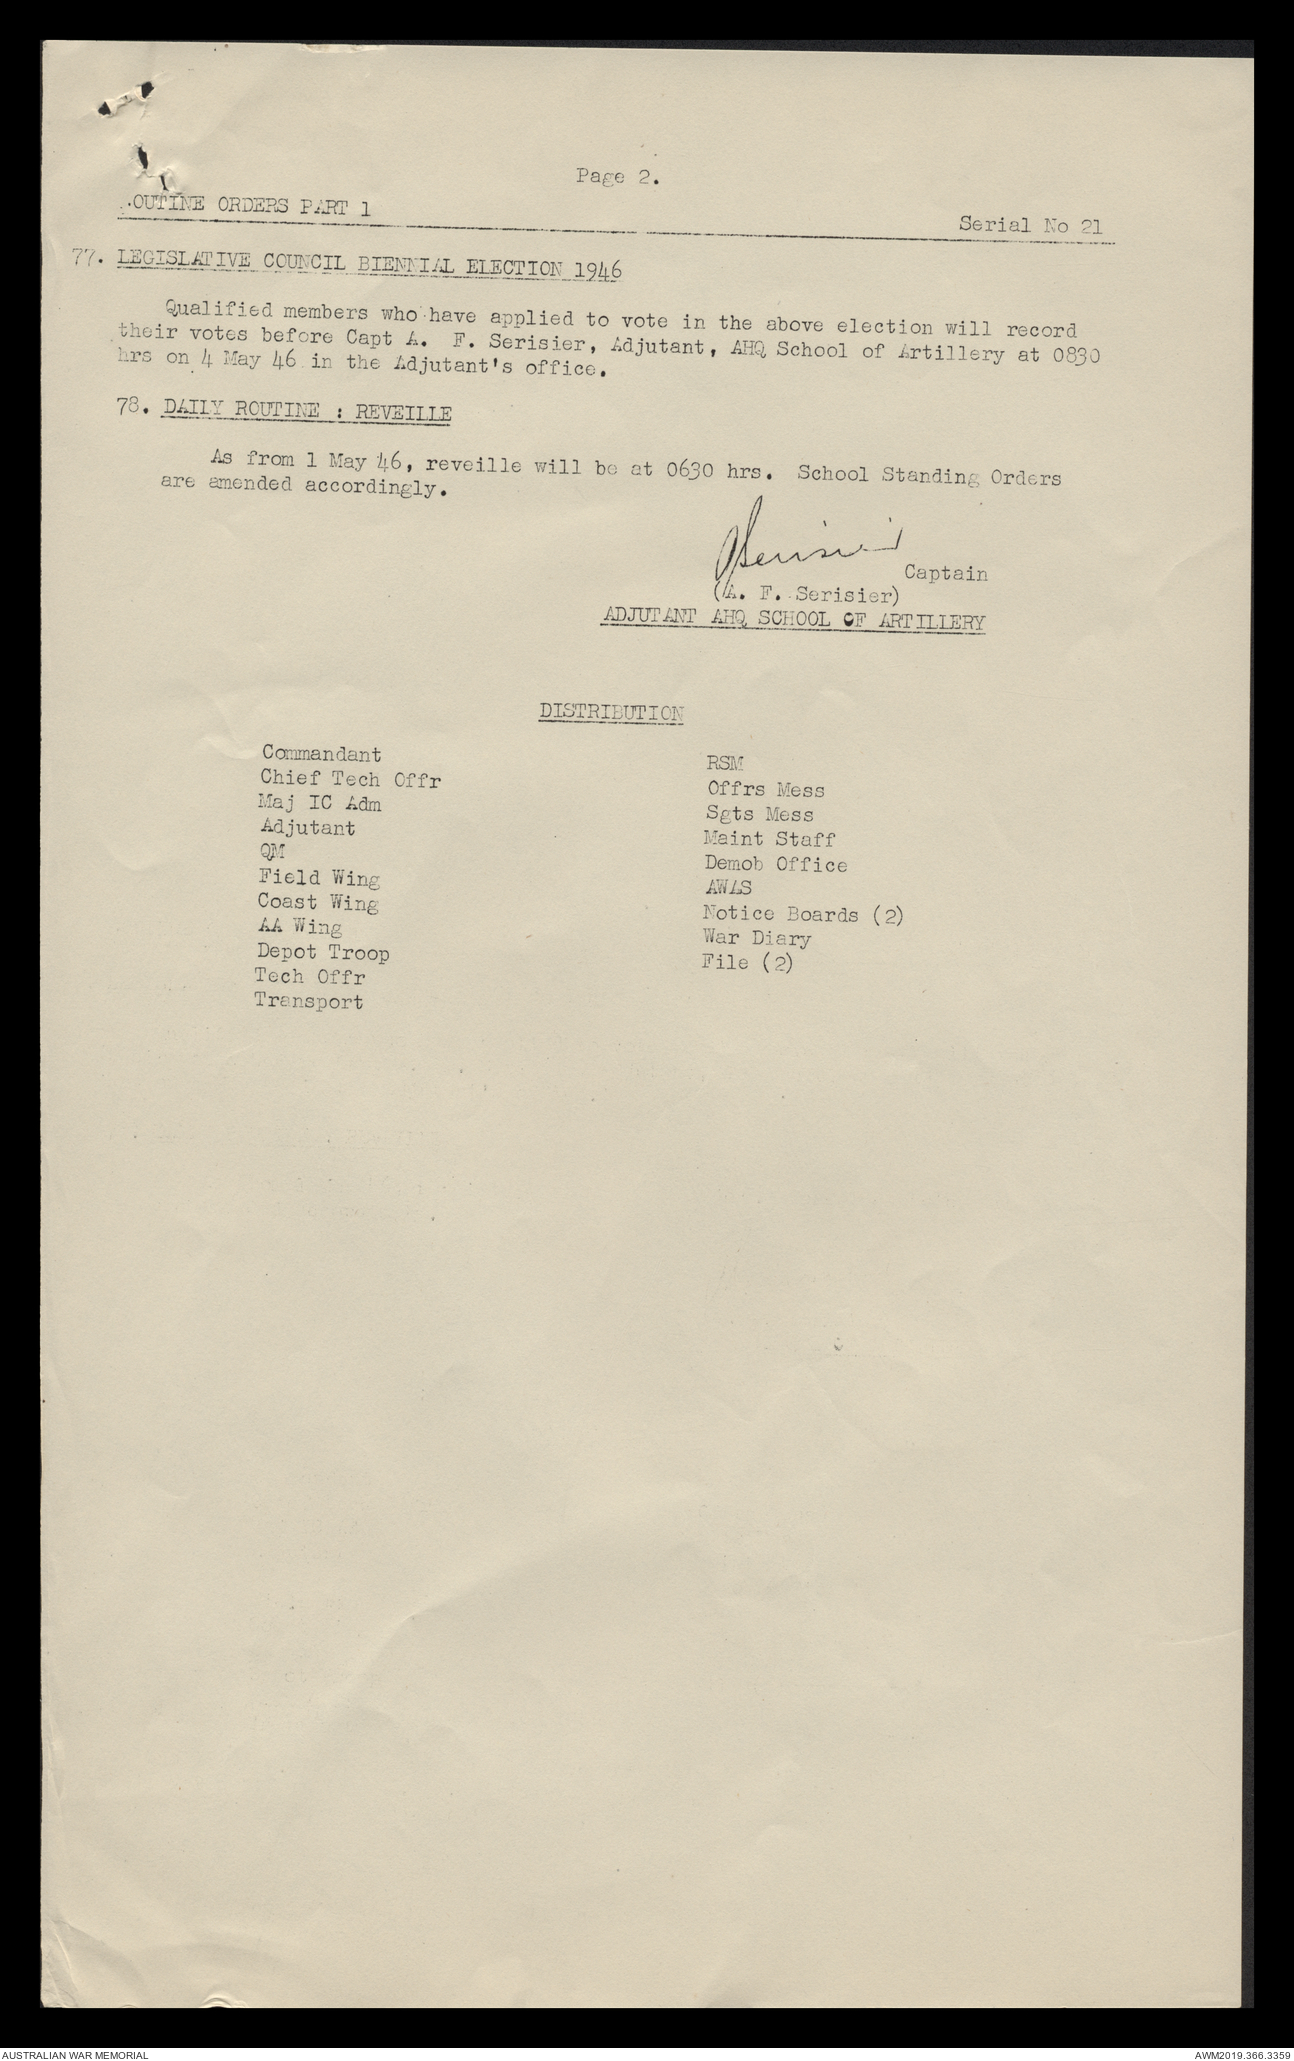 Page 2.
OUTINE ORDERS PART 1
Serial No 21
77. LEGISLATIVE COUNCIL BIENNIAL ELECTION 1946
Qualified members who have applied to vote in the above election will record
their votes before Capt A. F. Serisier, Adjutant, AHQ School of Artillery at 0830
hrs on 4 May 46 in the Adjutant's office.
78. DAILY ROUTINE : REVEILLE
As from 1 May 46, reveille will be at 0630 hrs. School Standing Orders
are amended accordingly.
Serisier
Captain
(A. F. Serisier)
ADJUTANT AHQ SCHOOL OF ARTILLERY
DISTRIBUTION
Commandant
Chief Tech Offr
Maj IC Adm
Adjutant
QM
Field Wing
Coast Wing
AA Wing
Depot Troop
Tech Offr
Transport
RSM
Offrs Mess
Sgts Mess
Maint Staff
Demob Office
AWAS
Notice Boards (2)
War Diary
File (2)
AUSTRALIAN WAR MEMORIAL
AWM2019.366.3359